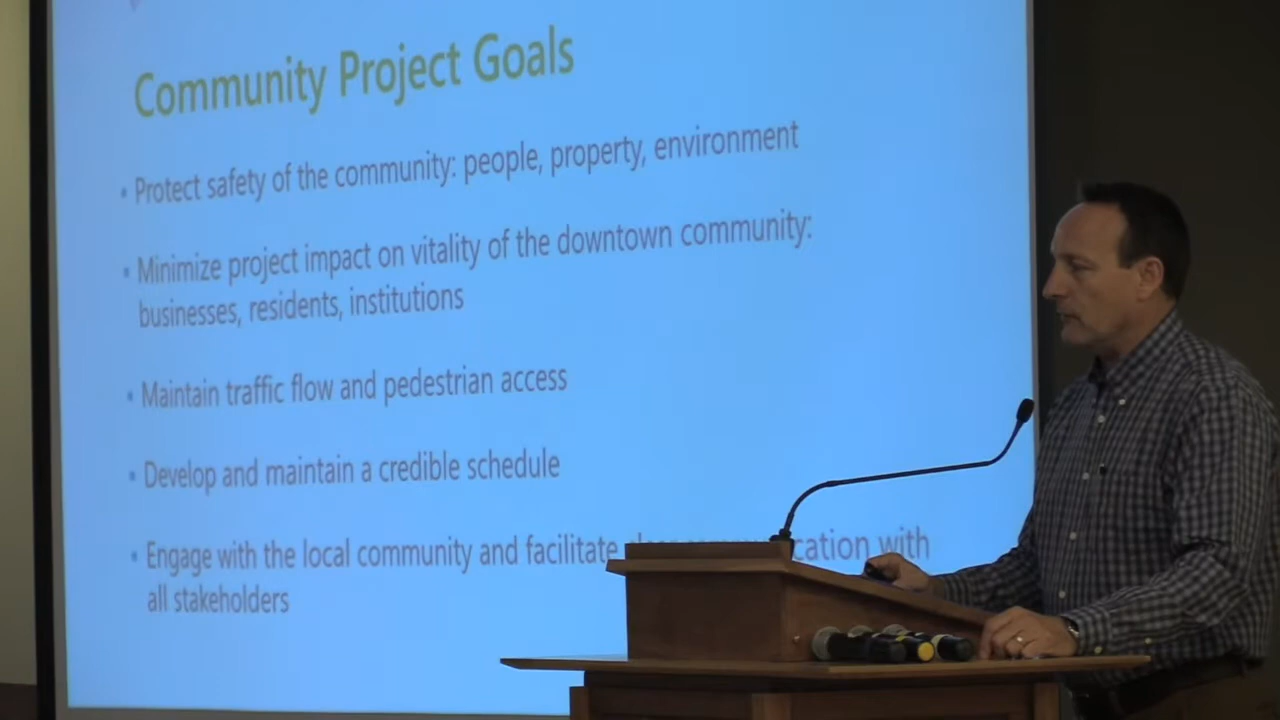 Community Project Goals
• Protect safety of the community: people, property, environment
• Minimize project impact on vitality of the downtown community:
businesses, residents, institutions
• Maintain traffic flow and pedestrian access
• Develop and maintain a credible schedule
• Engage with the local community and facilitate with
all stakeholders